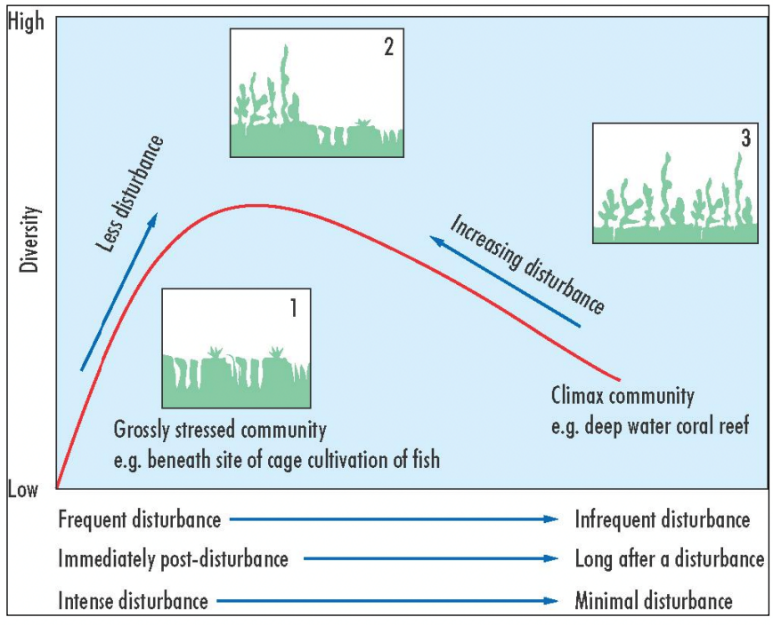 High
2
3
Less disturbance
Increasing disturbance
Diversity
1
Grossly stressed community
e.g. beneath site of cage cultivation of fish
Climax community
e.g. deep water coral reef
Low
Frequent disturbance Infrequent disturbance
Immediately post-disturbance Long after a disturbance
Intense disturbance Minimal disturbance